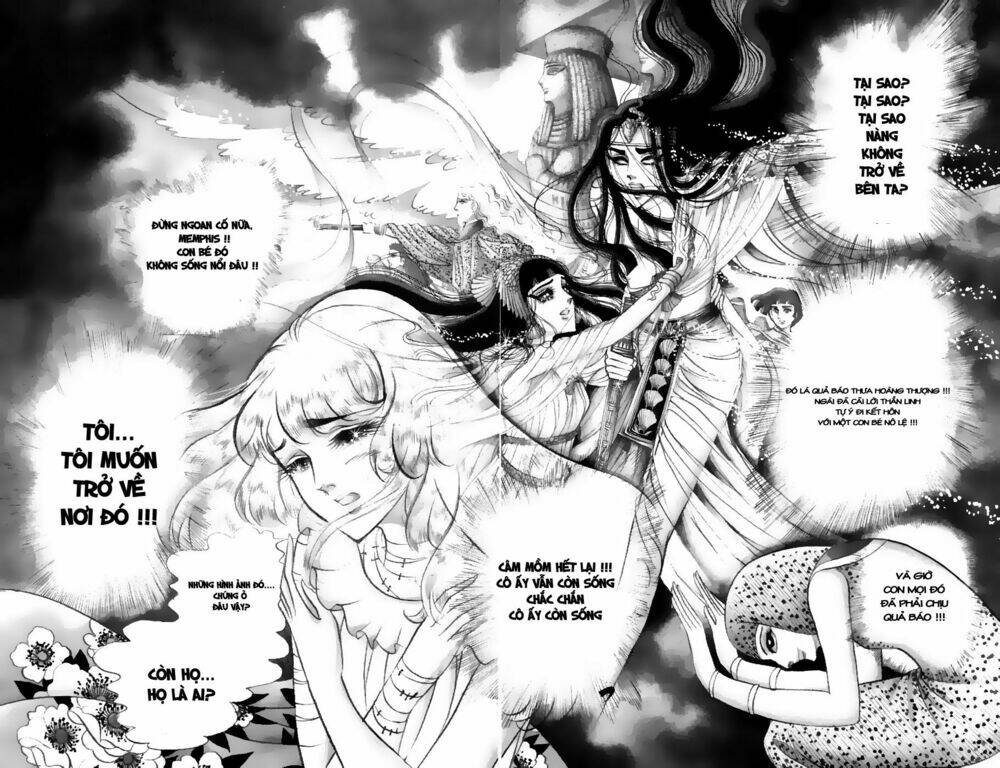 TẠI SAO?
TẠI SAO?
TẠI SAO
NÀNG
KHÔNG
TRỞ VỀ
BÊN TA?
ĐỪNG NGOAN CỐ NỮA,
MEMPHIS !!
CON BÉ ĐÓ
KHÔNG SỐNG NỔI ĐÂU !!
ĐÓ LÀ QUẢ BÁO THƯA HOÀNG THƯỢNG !!!
NGÀI ĐÃ CÃI LỜI THẦN LINH
TỰ Ý ĐI KẾT HÔN
VỚI MỘT CON BÉ NÔ LỆ !!!
TÔI...
TÔI MUỐN
TRỞ VỀ
NƠI ĐÓ !!!
CÂM MỒM HẾT LẠI !!!
CÔ ẤY VẪN CÒN SỐNG
CHẮC CHẮN
CÔ ẤY CÒN SỐNG
VÀ GIỜ
CON MỌI ĐÓ
ĐÃ PHẢI CHỊU
QUẢ BÁO !!!
NHỮNG HÌNH ẢNH ĐÓ....
CHÚNG Ở
ĐÂU VẬY?
CÒN HỌ...
HỌ LÀ AI?